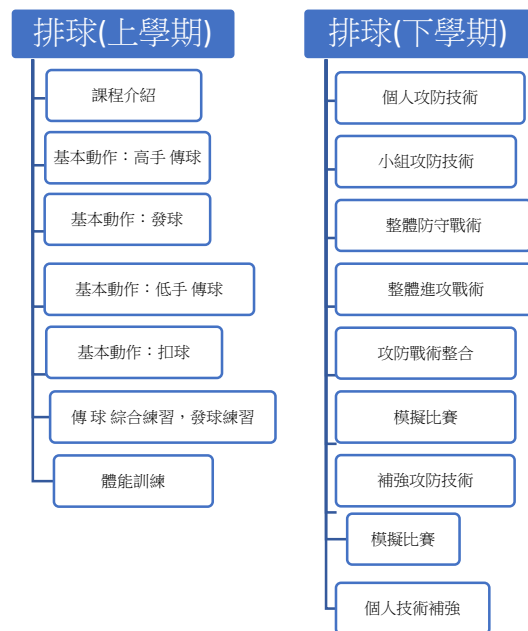 排球(上學期)
課程介紹
基本動作：高手 傳球
基本動作：發球
基本動作：低手 傳球
基本動作：扣球
傳 球 綜合練習，發球練習
體能訓練
排球(下學期)
個人攻防技術
小組攻防技術
整體防守戰術
整體進攻戰術
攻防戰術整合
模擬比賽
補強攻防技術
模擬比賽
個人技術補強